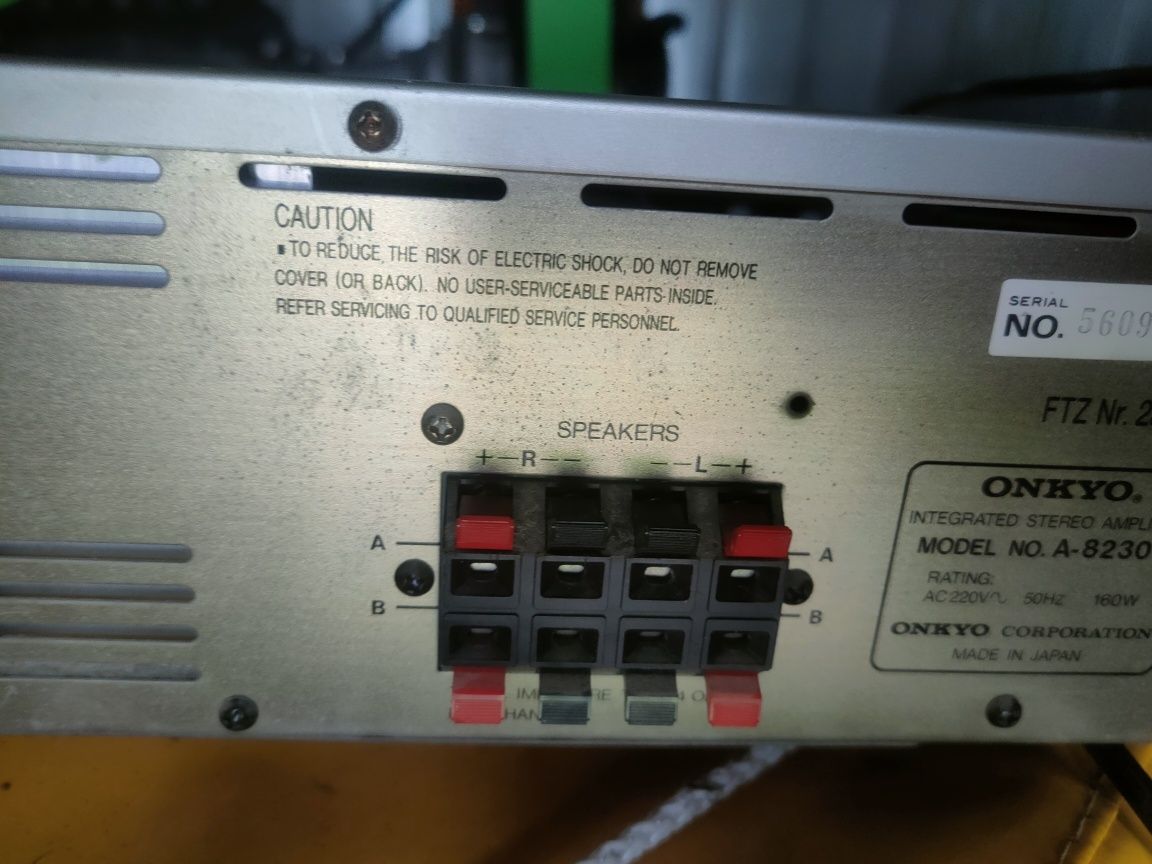 CAUTION
▪TO REDUCE THE RISK OF ELECTRIC SHOCK, DO NOT REMOVE
COVER (OR BACK). NO USER-SERVICEABLE PARTS INSIDE.
REFER SERVICING TO QUALIFIED SERVICE PERSONNEL.
SERIAL
NO. 5609
FTZ Nr. 2
SPEAKERS
+ — R — – – — L — +
A A
B B
ONKYO®
INTEGRATED STEREO AMPLI
MODEL NO. A-8230
RATING:
AC 220V∿ 50HZ 160W
ONKYO CORPORATION
MADE IN JAPAN